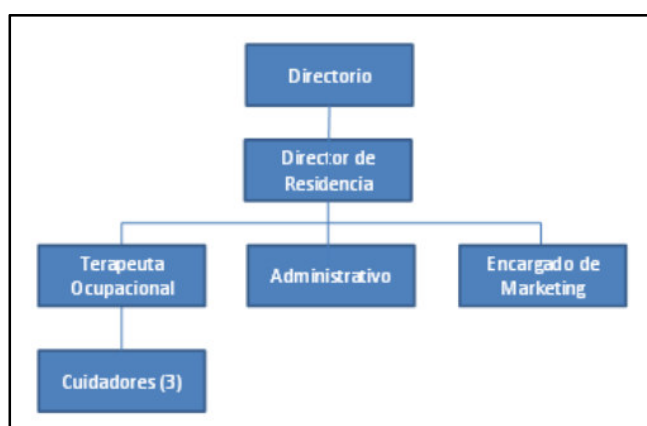 Directorio
Director de
Residencia
Terapeuta
Ocupacional
Administrativo
Encargado de
Marketing
Cuidadores (3)